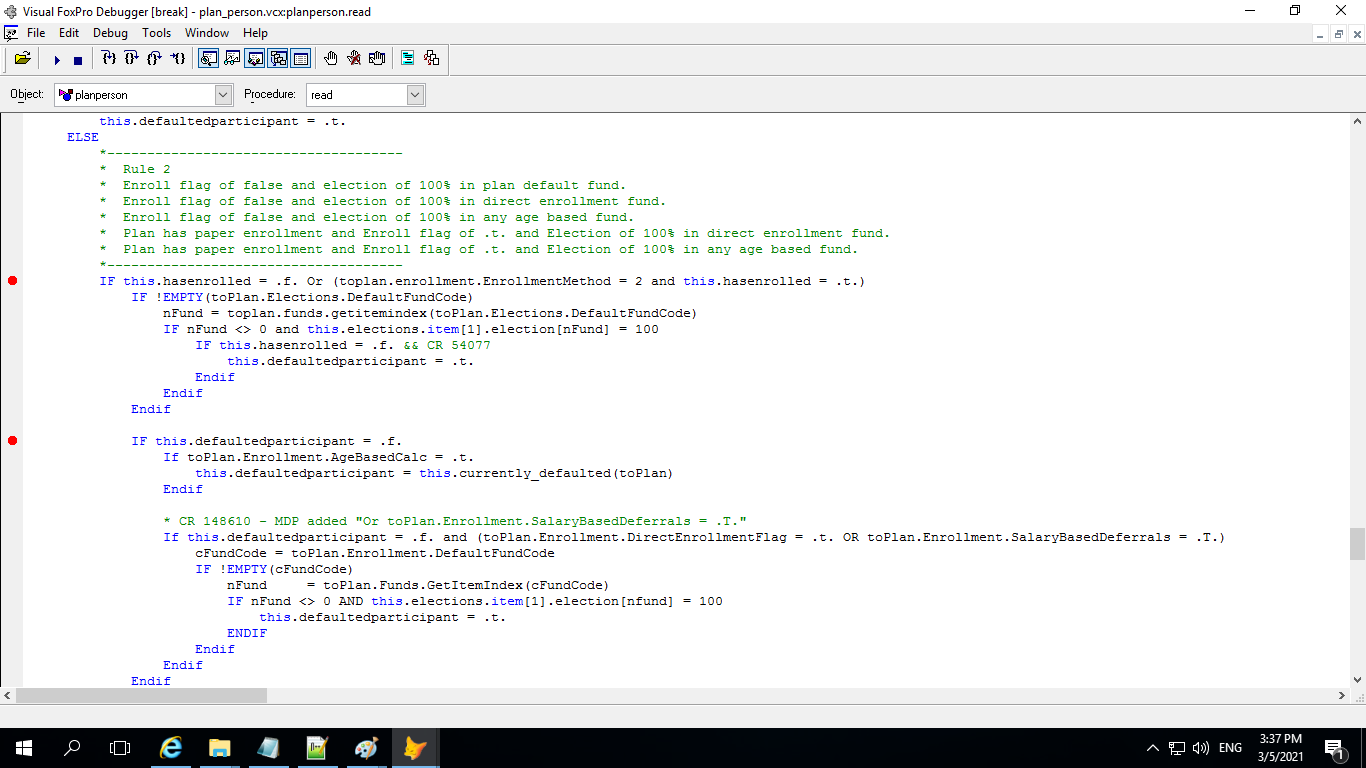 Visual FoxPro Debugger [break] - plan_person.vcx:planperson.read
File Edit Debug Tools Window Help
Object: planperson Procedure: read
this.defaultedparticipant = .t.
ELSE
*-------------------------------------
* Rule 2
* Enroll flag of false and election of 100% in plan default fund.
* Enroll flag of false and election of 100% in direct enrollment fund.
* Enroll flag of false and election of 100% in any age based fund.
* Plan has paper enrollment and Enroll flag of .t. and Election of 100% in direct enrollment fund.
* Plan has paper enrollment and Enroll flag of .t. and Election of 100% in any age based fund.
*-------------------------------------
IF this.hasenrolled = .f. Or (toplan.enrollment.EnrollmentMethod = 2 and this.hasenrolled = .t.)
IF !EMPTY(toPlan.Elections.DefaultFundCode)
nFund = toplan.funds.getitemindex(toPlan.Elections.DefaultFundCode)
IF nFund <> 0 and this.elections.item[1].election[nFund] = 100
IF this.hasenrolled = .f. && CR 54077
this.defaultedparticipant = .t.
Endif
Endif
Endif
IF this.defaultedparticipant = .f.
If toPlan.Enrollment.AgeBasedCalc = .t.
this.defaultedparticipant = this.currently_defaulted(toPlan)
Endif
* CR 148610 - MDP added "Or toPlan.Enrollment.SalaryBasedDeferrals = .T."
If this.defaultedparticipant = .f. and (toPlan.Enrollment.DirectEnrollmentFlag = .t. OR toPlan.Enrollment.SalaryBasedDeferrals = .T.)
cFundCode = toPlan.Enrollment.DefaultFundCode
IF !EMPTY(cFundCode)
nFund = toPlan.Funds.GetItemIndex(cFundCode)
IF nFund <> 0 AND this.elections.item[1].election[nfund] = 100
this.defaultedparticipant = .t.
ENDIF
Endif
Endif
Endif
ENG
3:37 PM
3/5/2021
1